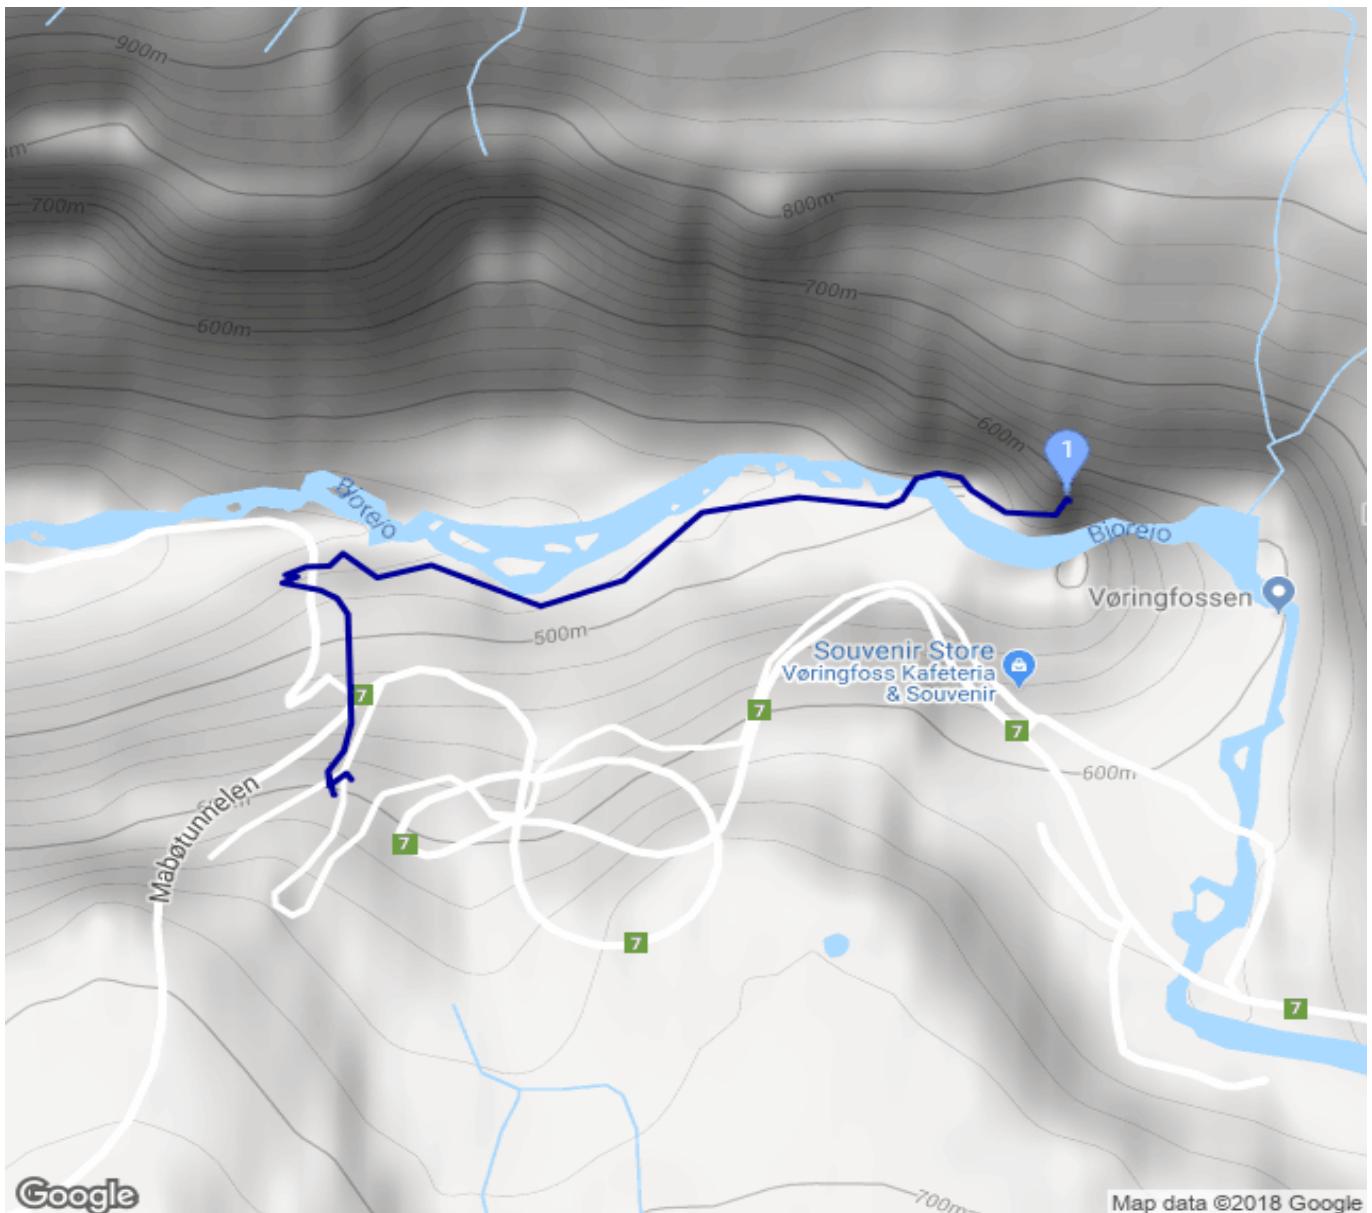 900m
700m
800m
700m
600m
600m
1
Bjoreio
Bjoreio
Vøringfossen
500m
Souvenir Store
Vøringfoss Kafeteria
& Souvenir
7
7
7
600m
Mabøtunnelen
7
7
7
700m
Google
Map data ©2018 Google